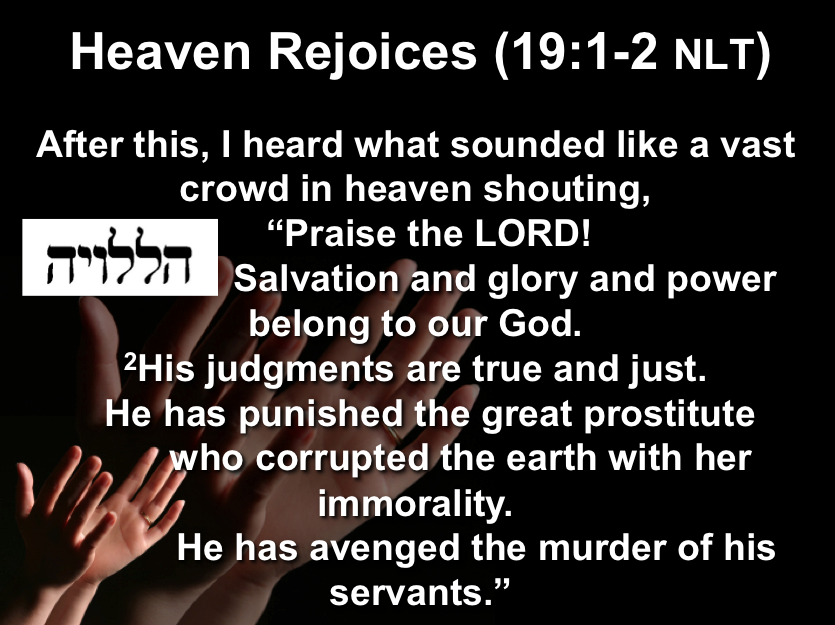 Heaven Rejoices (19:1-2 NLT)
After this, I heard what sounded like a vast
crowd in heaven shouting,
“Praise the LORD!
הללויה
Salvation and glory and power
belong to our God.
²His judgments are true and just.
He has punished the great prostitute
who corrupted the earth with her
immorality.
He has avenged the murder of his
servants.”